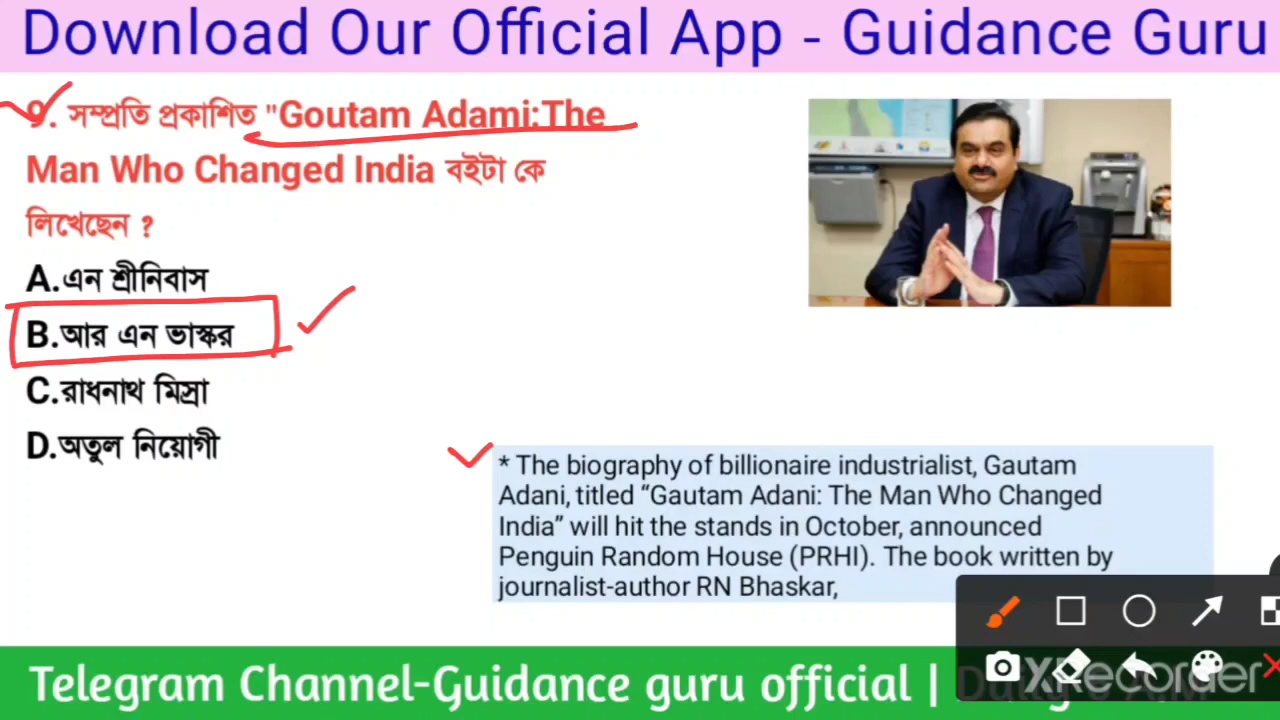 Download Our Official App - Guidance Guru
9. সম্প্রতি প্রকাশিত "Goutam Adami:The
Man Who Changed India বইটা কে
লিখেছেন ?
A.এন শ্রীনিবাস
B.আর এন ভাস্কর
C.রাধনাথ মিস্রা
D.অতুল নিয়োগী
* The biography of billionaire industrialist, Gautam
Adani, titled “Gautam Adani: The Man Who Changed
India” will hit the stands in October, announced
Penguin Random House (PRHI). The book written by
journalist-author RN Bhaskar,
Telegram Channel-Guidance guru official |
XRecorder